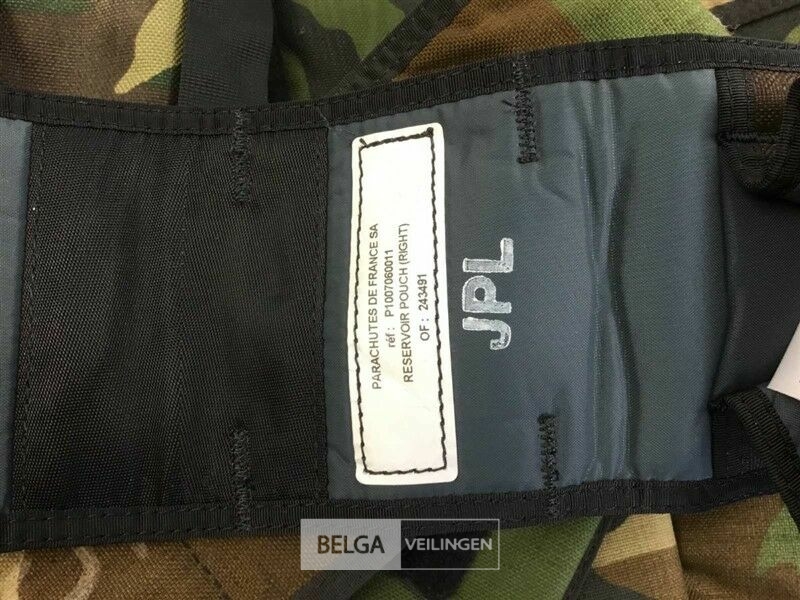 PARACHUTES DE FRANCE SA
réf : P1007060011
RESERVOIR POUCH (RIGHT)
OF : 243491
JPL
BELGA VEILINGEN